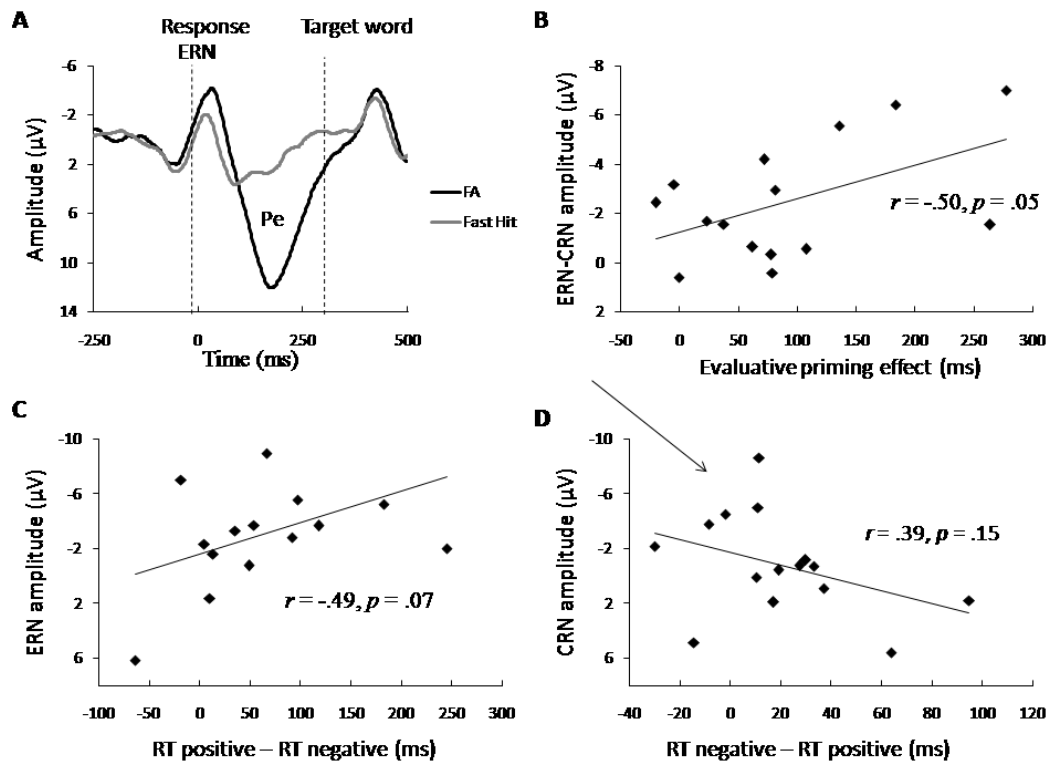 A
Response
ERN
Target word
Amplitude (µV)
-6
-2
2
6
10
14
-250
0
250
500
Time (ms)
Pe
FA
Fast Hit
B
ERN-CRN amplitude (µV)
-8
-6
-4
-2
0
2
-50
0
50
100
150
200
250
300
Evaluative priming effect (ms)
r = -.50, p = .05
C
ERN amplitude (µV)
-10
-6
-2
2
6
-100
-50
0
50
100
150
200
250
300
RT positive – RT negative (ms)
r = -.49, p = .07
D
CRN amplitude (µV)
-10
-6
-2
2
6
-40
-20
0
20
40
60
80
100
120
RT negative – RT positive (ms)
r = .39, p = .15